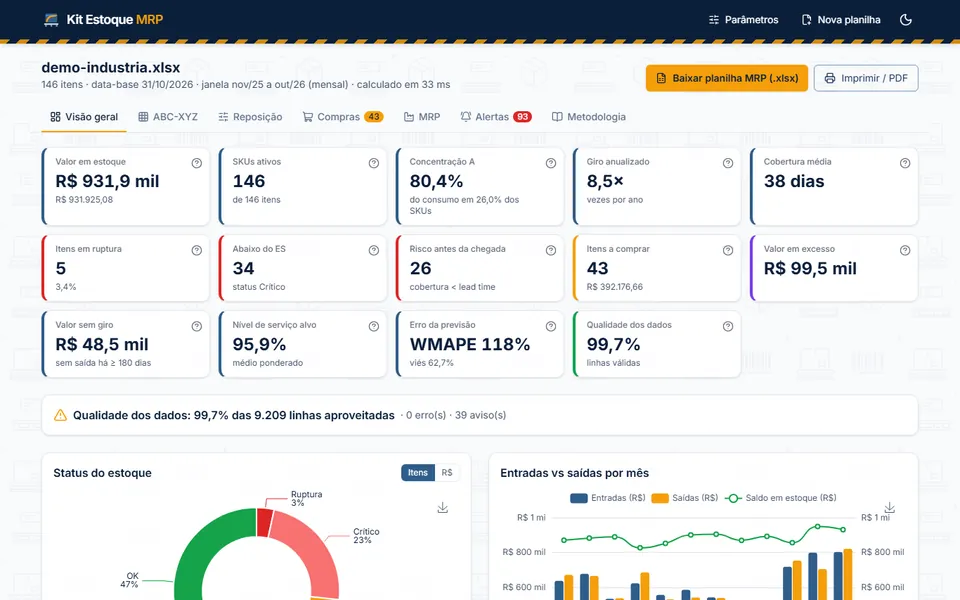 Kit Estoque MRP
Parâmetros
Nova planilha
demo-industria.xlsx
146 itens · data-base 31/10/2026 · janela nov/25 a out/26 (mensal) · calculado em 33 ms
Baixar planilha MRP (.xlsx)
Imprimir / PDF
Visão geral
ABC-XYZ
Reposição
Compras 43
MRP
Alertas 93
Metodologia
Valor em estoque
R$ 931,9 mil
R$ 931.925,08
SKUs ativos
146
de 146 itens
Concentração A
80,4%
do consumo em 26,0% dos
SKUs
Giro anualizado
8,5×
vezes por ano
Cobertura média
38 dias
Itens em ruptura
5
3,4%
Abaixo do ES
34
status Crítico
Risco antes da chegada
26
cobertura < lead time
Itens a comprar
43
R$ 392.176,66
Valor em excesso
R$ 99,5 mil
Valor sem giro
R$ 48,5 mil
sem saída há ≥ 180 dias
Nível de serviço alvo
95,9%
médio ponderado
Erro da previsão
WMAPE 118%
viés 62,7%
Qualidade dos dados
99,7%
linhas válidas
Qualidade dos dados: 99,7% das 9.209 linhas aproveitadas · 0 erro(s) · 39 aviso(s)
Status do estoque
Itens
R$
Ruptura
3%
Crítico
23%
OK
47%
Entradas vs saídas por mês
Entradas (R$)
Saídas (R$)
Saldo em estoque (R$)
R$ 1 mi
R$ 1 mi
R$ 800 mil
R$ 800 mil
R$ 600 mil
R$ 600 mil